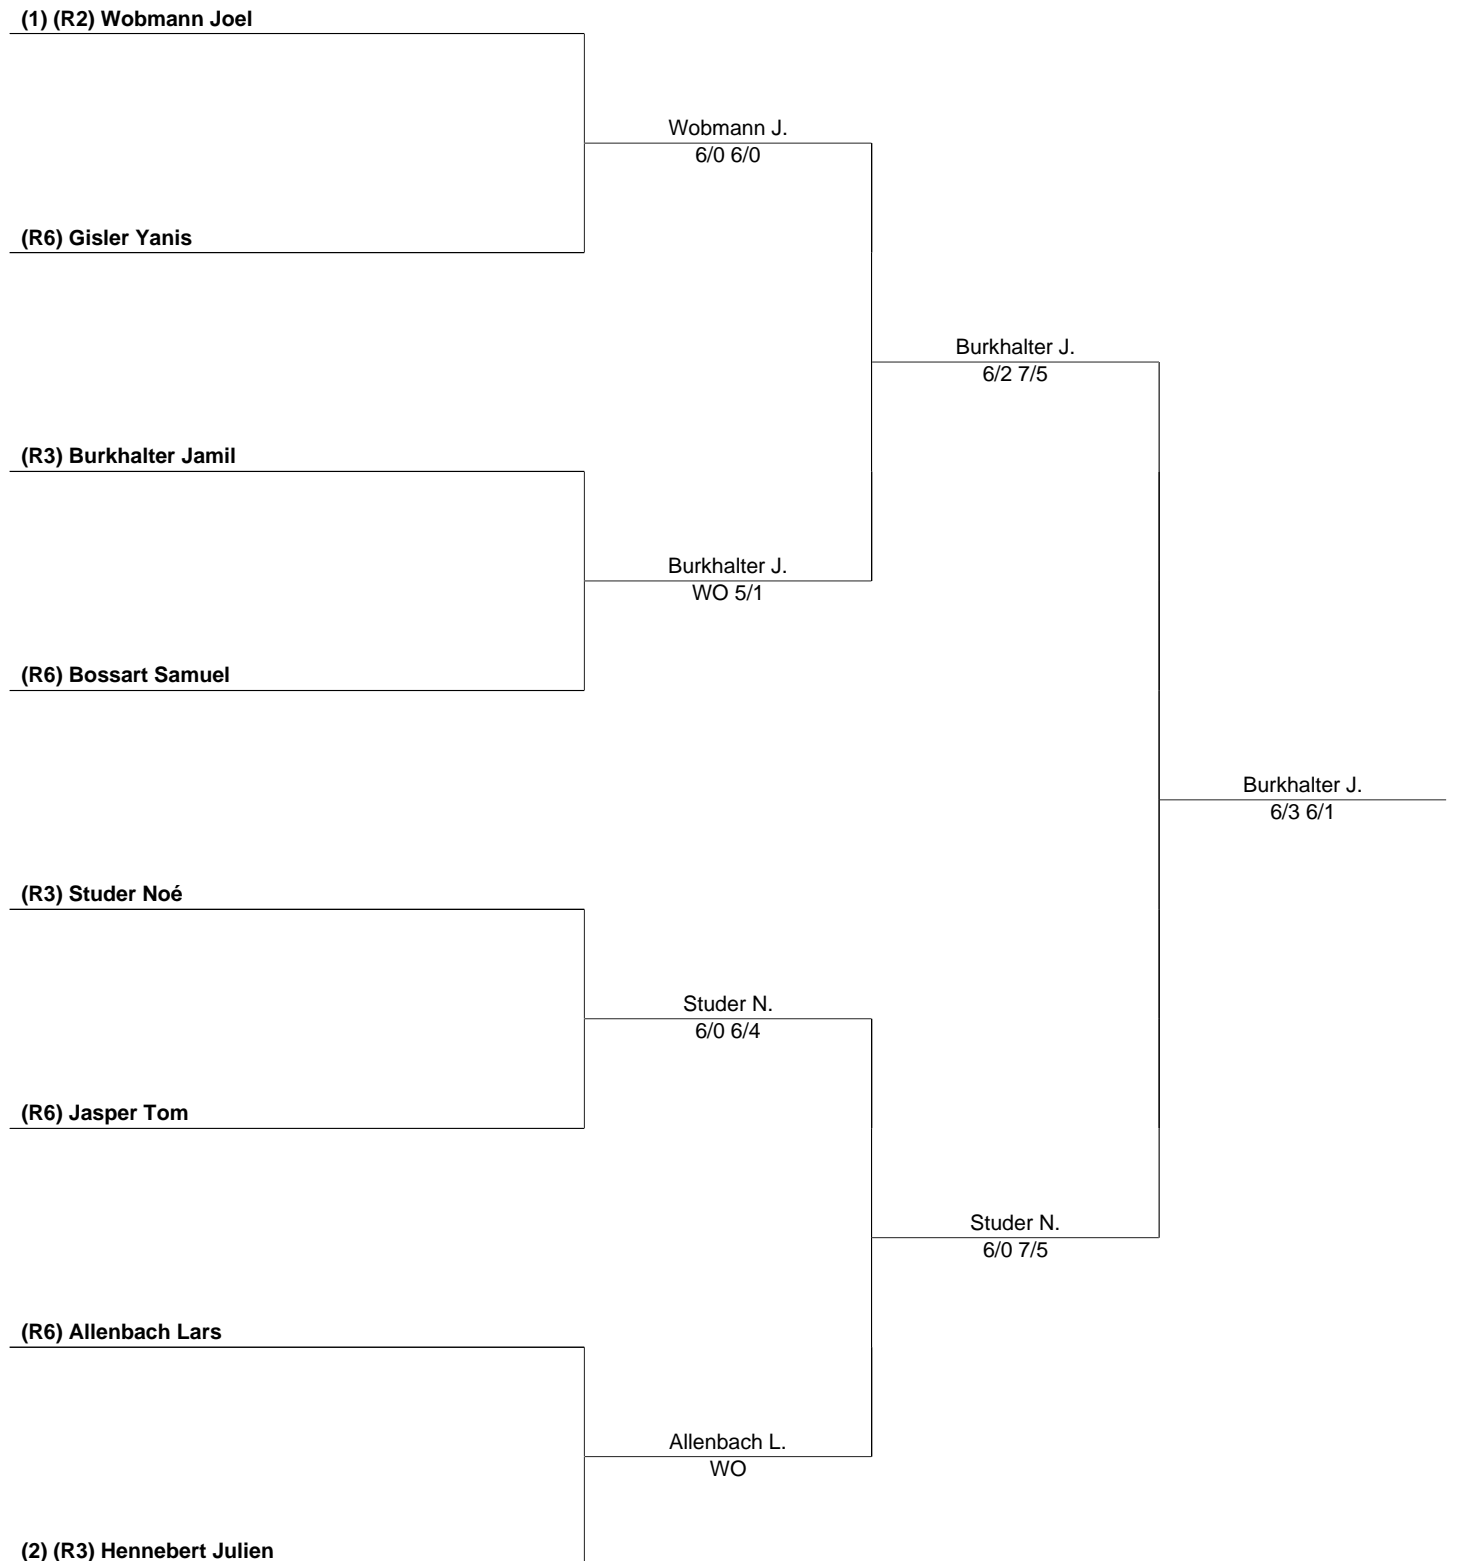 (1) (R2) Wobmann Joel
Wobmann J.
6/0 6/0
(R6) Gisler Yanis
Burkhalter J.
6/2 7/5
(R3) Burkhalter Jamil
Burkhalter J.
WO 5/1
(R6) Bossart Samuel
Burkhalter J.
6/3 6/1
(R3) Studer Noé
Studer N.
6/0 6/4
(R6) Jasper Tom
Studer N.
6/0 7/5
(R6) Allenbach Lars
Allenbach L.
WO
(2) (R3) Hennebert Julien